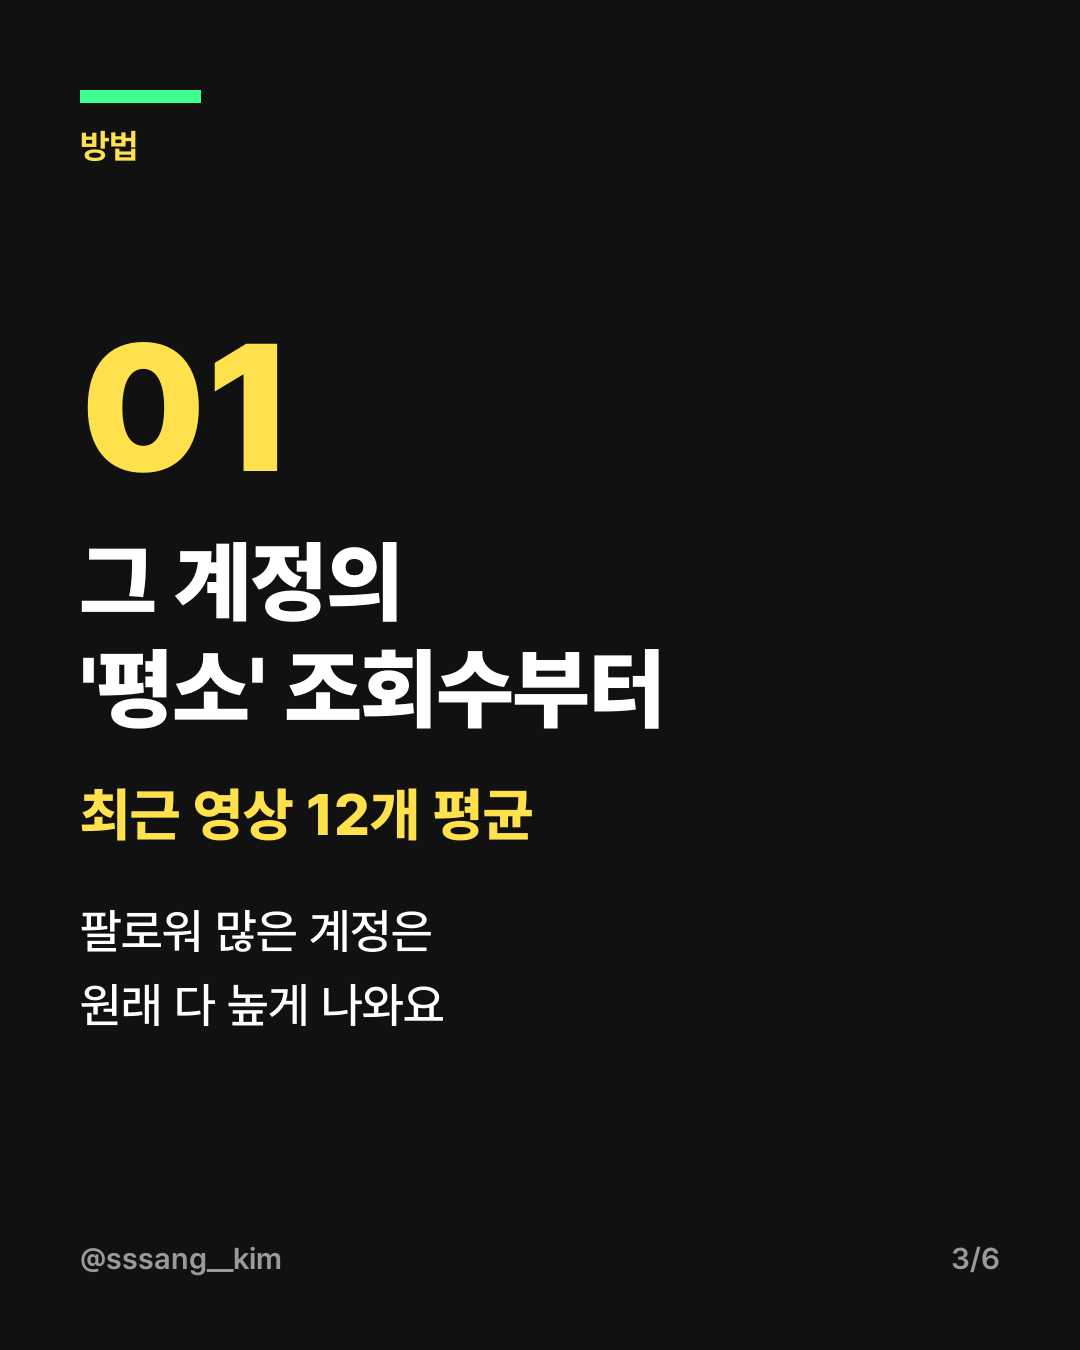 방법
01
그 계정의
'평소' 조회수부터
최근 영상 12개 평균
팔로워 많은 계정은
원래 다 높게 나와요
@sssang__kim
3/6